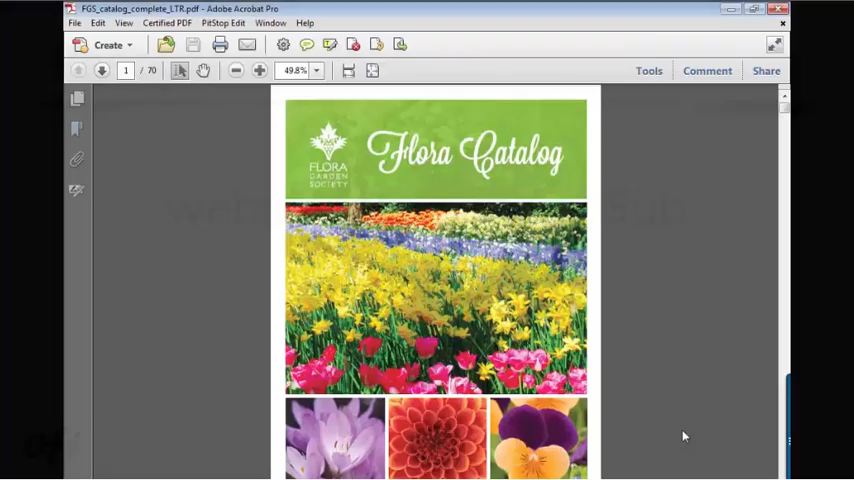 FGS_catalog_complete_LTR.pdf - Adobe Acrobat Pro
File Edit View Certified PDF PitStop Edit Window Help
Create
1 / 70 49.8% Tools Comment Share
Flora Catalog
FLORA
GARDEN
SOCIETY